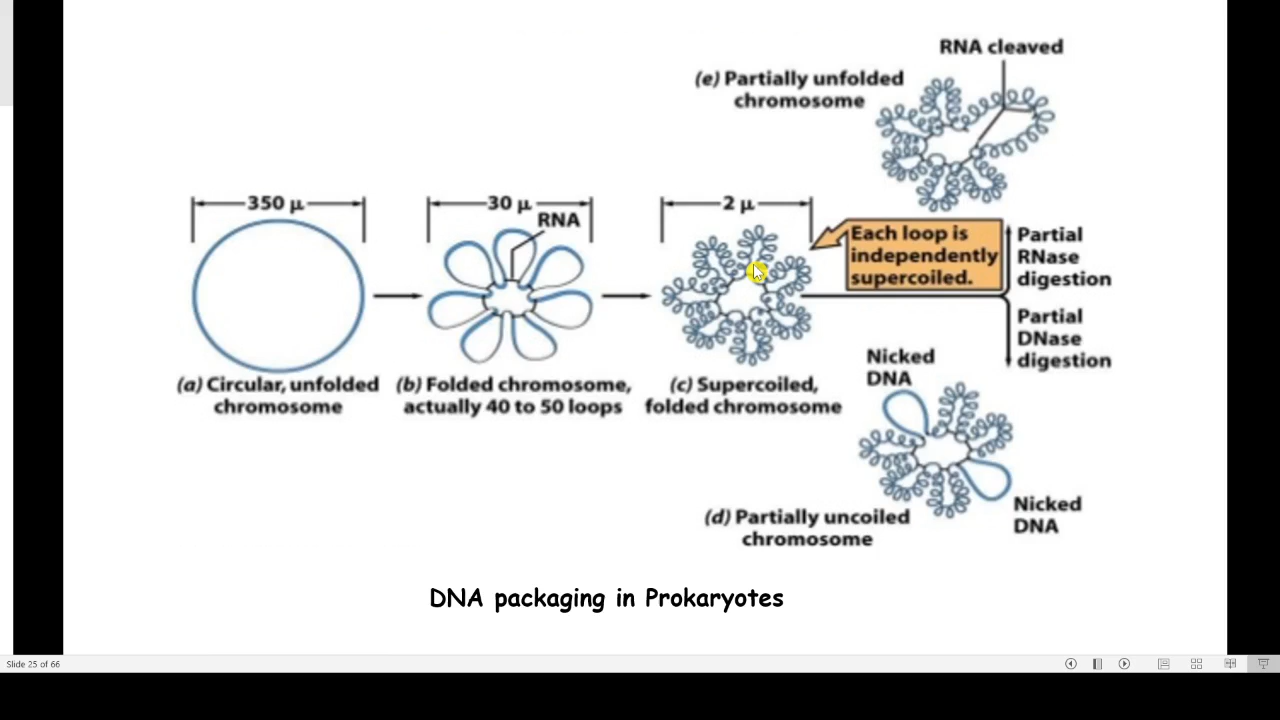 RNA cleaved
(e) Partially unfolded
chromosome
350 μ
30 μ
RNA
2 μ
Each loop is
independently
supercoiled.
Partial
RNase
digestion
Partial
DNase
digestion
(a) Circular, unfolded
chromosome
(b) Folded chromosome,
actually 40 to 50 loops
(c) Supercoiled,
folded chromosome
Nicked
DNA
Nicked
DNA
(d) Partially uncoiled
chromosome
DNA packaging in Prokaryotes
Slide 25 of 66